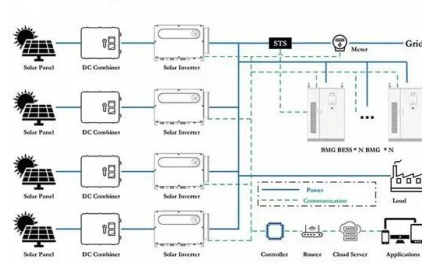 STS
Meter
Grid
Solar Panel
DC Combiner
Solar Inverter
Solar Panel
DC Combiner
Solar Inverter
BMG BESS * N BMG * N
Solar Panel
DC Combiner
Solar Inverter
Power
Communication
Load
Solar Panel
DC Combiner
Solar Inverter
Controller
Router
Cloud Server
Applications